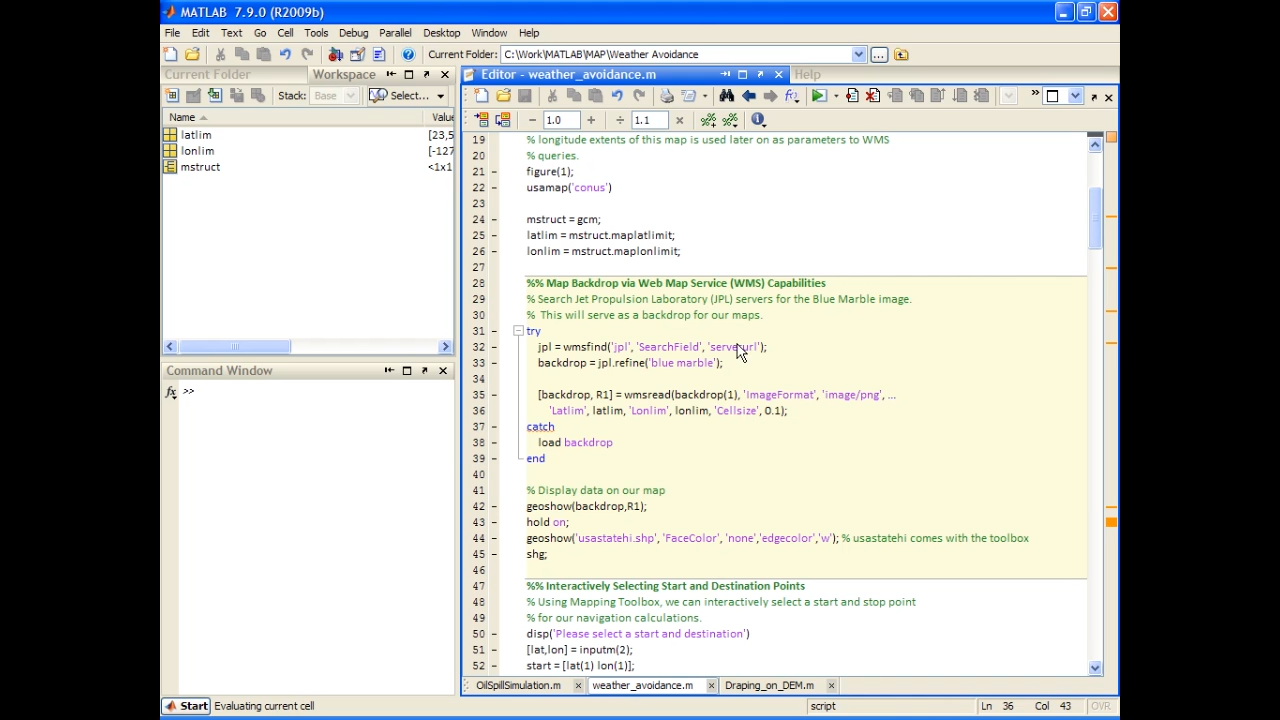 MATLAB 7.9.0 (R2009b)
File Edit Text Go Cell Tools Debug Parallel Desktop Window Help
Current Folder: C:\Work\MATLAB\MAP\Weather Avoidance
Current Folder Workspace
Stack: Base Select...
Name Value
latlim [23,5
lonlim [-127
mstruct <1x1
Command Window
fx >>
Editor - weather_avoidance.m Help
1.0 1.1
19 % longitude extents of this map is used later on as parameters to WMS
20 % queries.
21 figure(1);
22 usamap('conus')
23
24 mstruct = gcm;
25 latlim = mstruct.maplatlimit;
26 lonlim = mstruct.maplonlimit;
27
28 %% Map Backdrop via Web Map Service (WMS) Capabilities
29 % Search Jet Propulsion Laboratory (JPL) servers for the Blue Marble image.
30 % This will serve as a backdrop for our maps.
31 try
32 jpl = wmsfind('jpl', 'SearchField', 'serverurl');
33 backdrop = jpl.refine('blue marble');
34
35 [backdrop, R1] = wmsread(backdrop(1), 'ImageFormat', 'image/png', ...
36 'Latlim', latlim, 'Lonlim', lonlim, 'Cellsize', 0.1);
37 catch
38 load backdrop
39 end
40
41 % Display data on our map
42 geoshow(backdrop,R1);
43 hold on;
44 geoshow('usastatehi.shp', 'FaceColor', 'none','edgecolor','w'); % usastatehi comes with the toolbox
45 shg;
46
47 %% Interactively Selecting Start and Destination Points
48 % Using Mapping Toolbox, we can interactively select a start and stop point
49 % for our navigation calculations.
50 disp('Please select a start and destination')
51 [lat,lon] = inputm(2);
52 start = [lat(1) lon(1)];
OilSpillSimulation.m weather_avoidance.m Draping_on_DEM.m
Start Evaluating current cell script Ln 36 Col 43 OVR